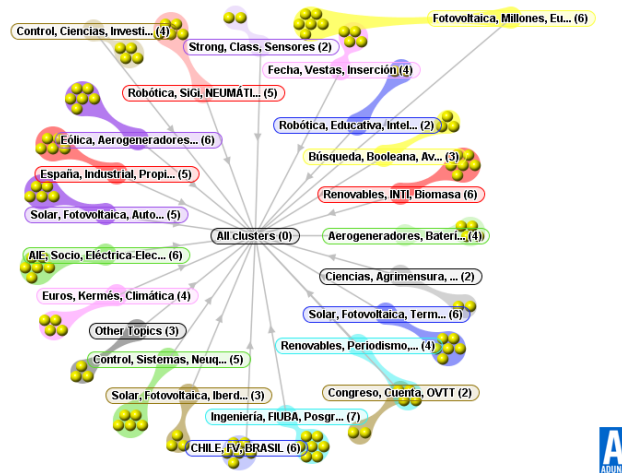 Fotovoltaica, Millones, Eu... (6)
Control, Ciencias, Investi... (4)
Strong, Class, Sensores (2)
Fecha, Vestas, Inserción (4)
Robótica, SiGi, NEUMÁTI... (5)
Robótica, Educativa, Intel... (2)
Eólica, Aerogeneradores... (6)
Búsqueda, Booleana, Av... (3)
España, Industrial, Propi... (5)
Renovables, INTI, Biomasa (6)
Solar, Fotovoltaica, Auto... (5)
All clusters (0)
Aerogeneradores, Baterí... (4)
AIE, Socio, Eléctrica-Elec... (6)
Ciencias, Agrimensura, ... (2)
Euros, Kermés, Climática (4)
Solar, Fotovoltaica, Term... (6)
Other Topics (3)
Renovables, Periodismo,... (4)
Control, Sistemas, Neuq... (5)
Solar, Fotovoltaica, Iberd... (3)
Congreso, Cuenta, OVTT (2)
Ingeniería, FIUBA, Posgr... (7)
CHILE, FV, BRASIL (6)
A
ADUN